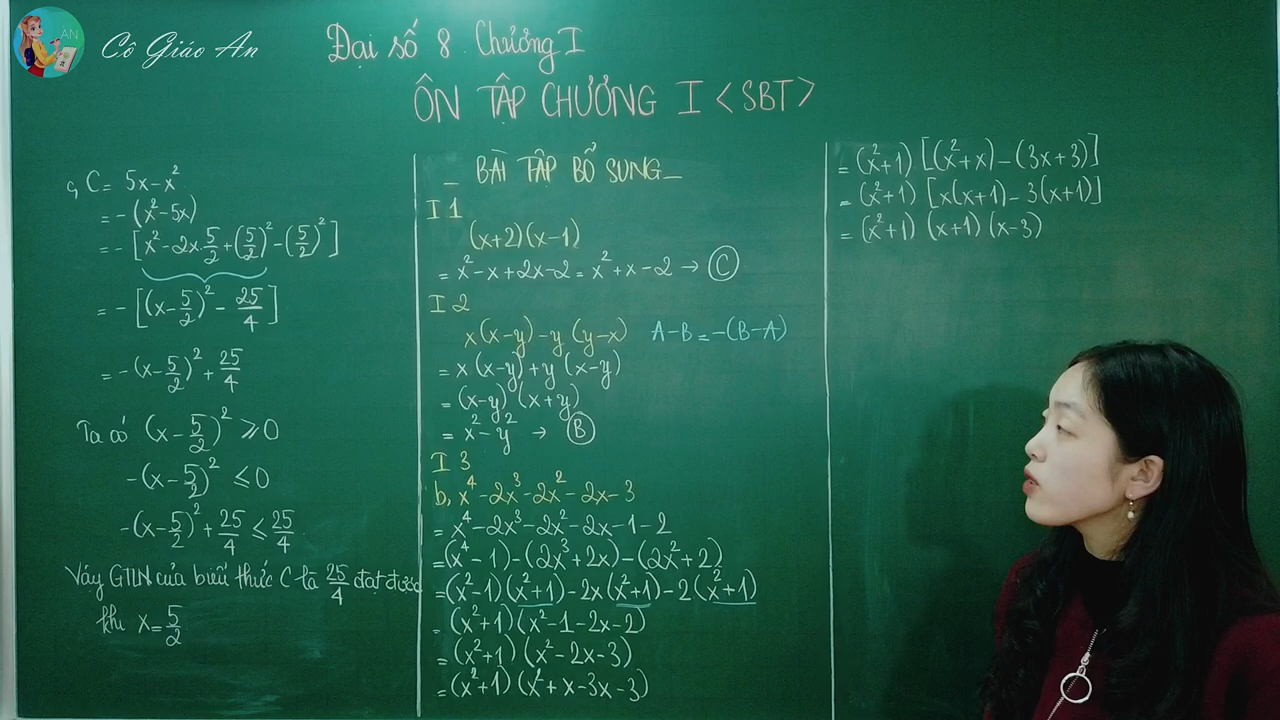 AN
Cô Giáo An
Đại số 8 Chương I
ÔN TẬP CHƯƠNG I <SBT>
c, C = 5x - x²
= -(x² - 5x)
= -[x² - 2x.5/2 + (5/2)² - (5/2)²]
= -[(x - 5/2)² - 25/4]
= -(x - 5/2)² + 25/4
Ta có (x - 5/2)² ⩾ 0
-(x - 5/2)² ⩽ 0
-(x - 5/2)² + 25/4 ⩽ 25/4
Vậy GTLN của biểu thức C là 25/4 đạt được
khi x = 5/2
_ BÀI TẬP BỔ SUNG _
I 1
(x+2)(x-1)
= x² - x + 2x - 2 = x² + x - 2 → C
I 2
x(x-y) - y(y-x) A-B = -(B-A)
= x(x-y) + y(x-y)
= (x-y)(x+y)
= x² - y² → B
I 3
b, x⁴ - 2x³ - 2x² - 2x - 3
= x⁴ - 2x³ - 2x² - 2x - 1 - 2
= (x⁴ - 1) - (2x³ + 2x) - (2x² + 2)
= (x² - 1)(x² + 1) - 2x(x² + 1) - 2(x² + 1)
= (x² + 1)(x² - 1 - 2x - 2)
= (x² + 1)(x² - 2x - 3)
= (x² + 1)(x² + x - 3x - 3)
= (x² + 1)[(x² + x) - (3x + 3)]
= (x² + 1)[x(x+1) - 3(x+1)]
= (x² + 1)(x+1)(x-3)